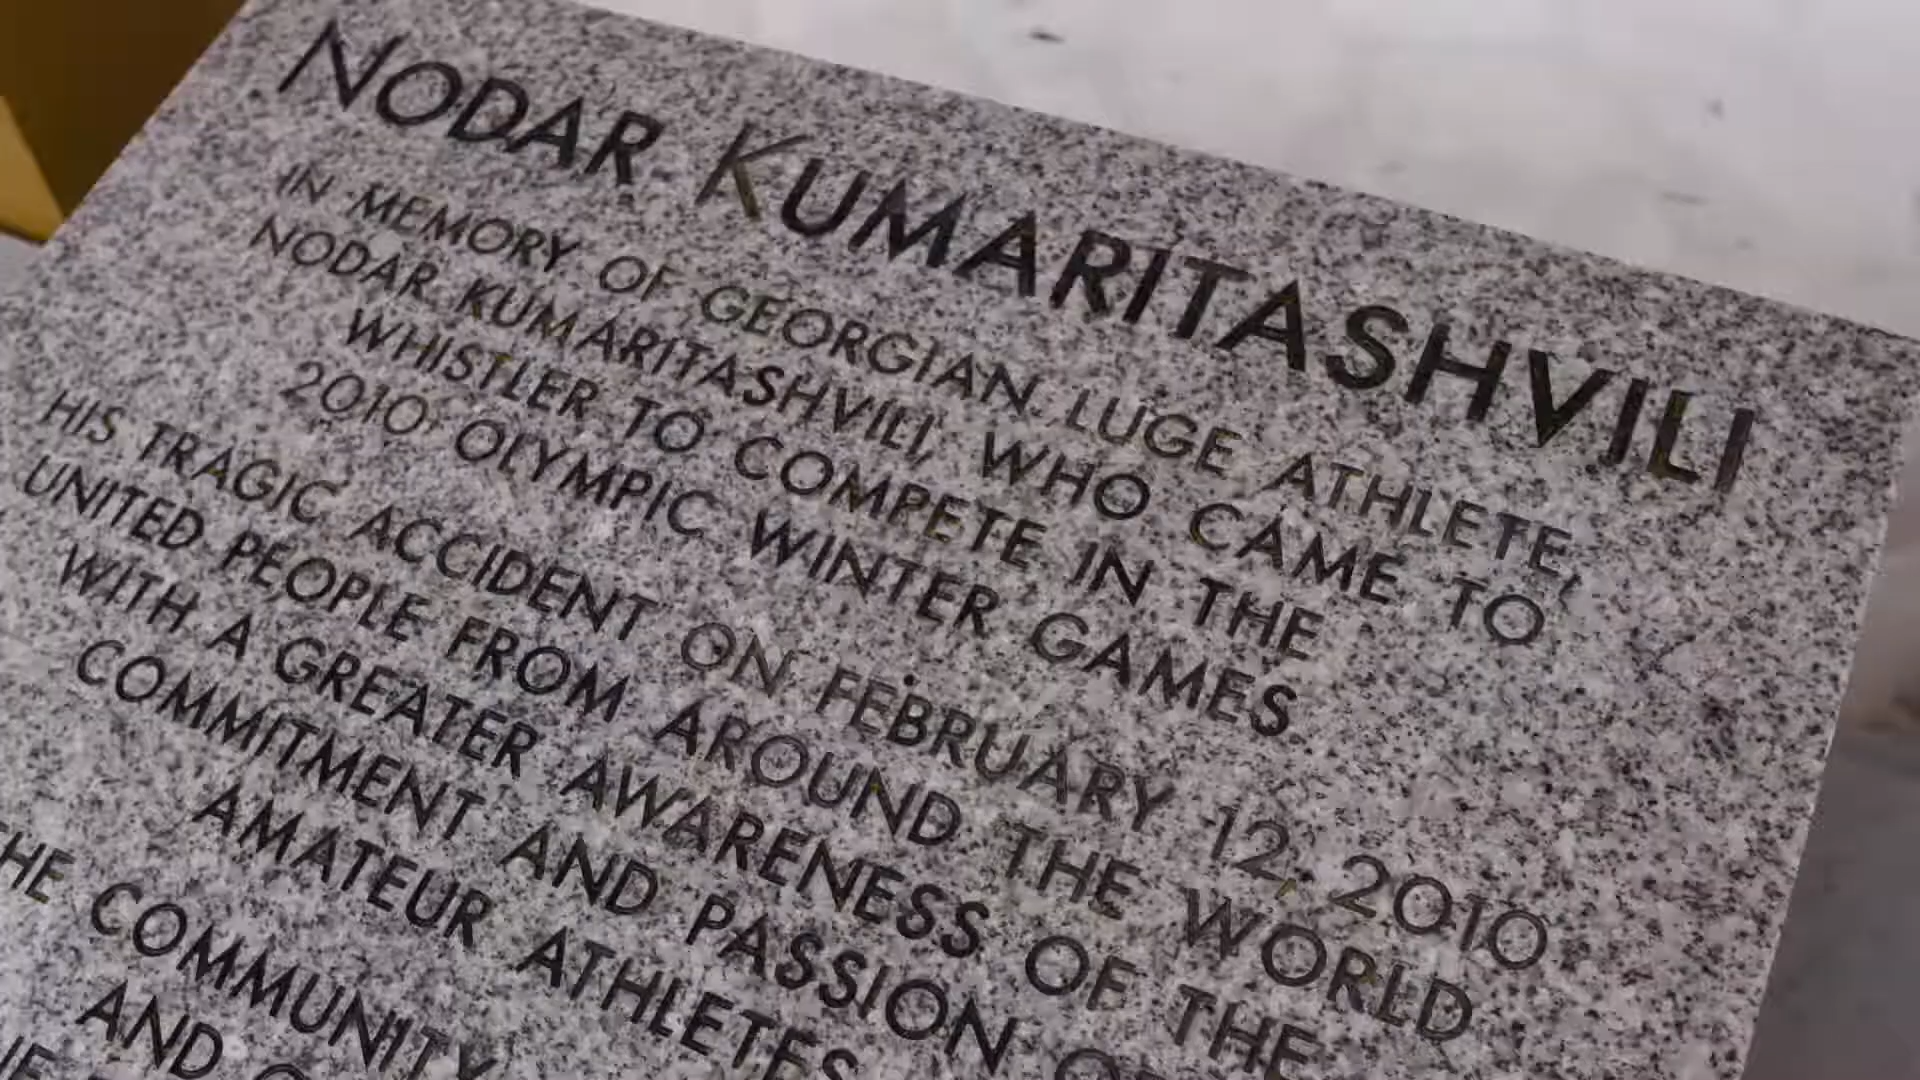 NODAR KUMARITASHVILI
IN MEMORY OF GEORGIAN LUGE ATHLETE,
NODAR KUMARITASHVILI, WHO CAME TO
WHISTLER TO COMPETE IN THE
2010 OLYMPIC WINTER GAMES
HIS TRAGIC ACCIDENT ON FEBRUARY 12, 2010
UNITED PEOPLE FROM AROUND THE WORLD
WITH A GREATER AWARENESS OF THE
COMMITMENT AND PASSION
AMATEUR ATHLETES
COMMUNITY
AND